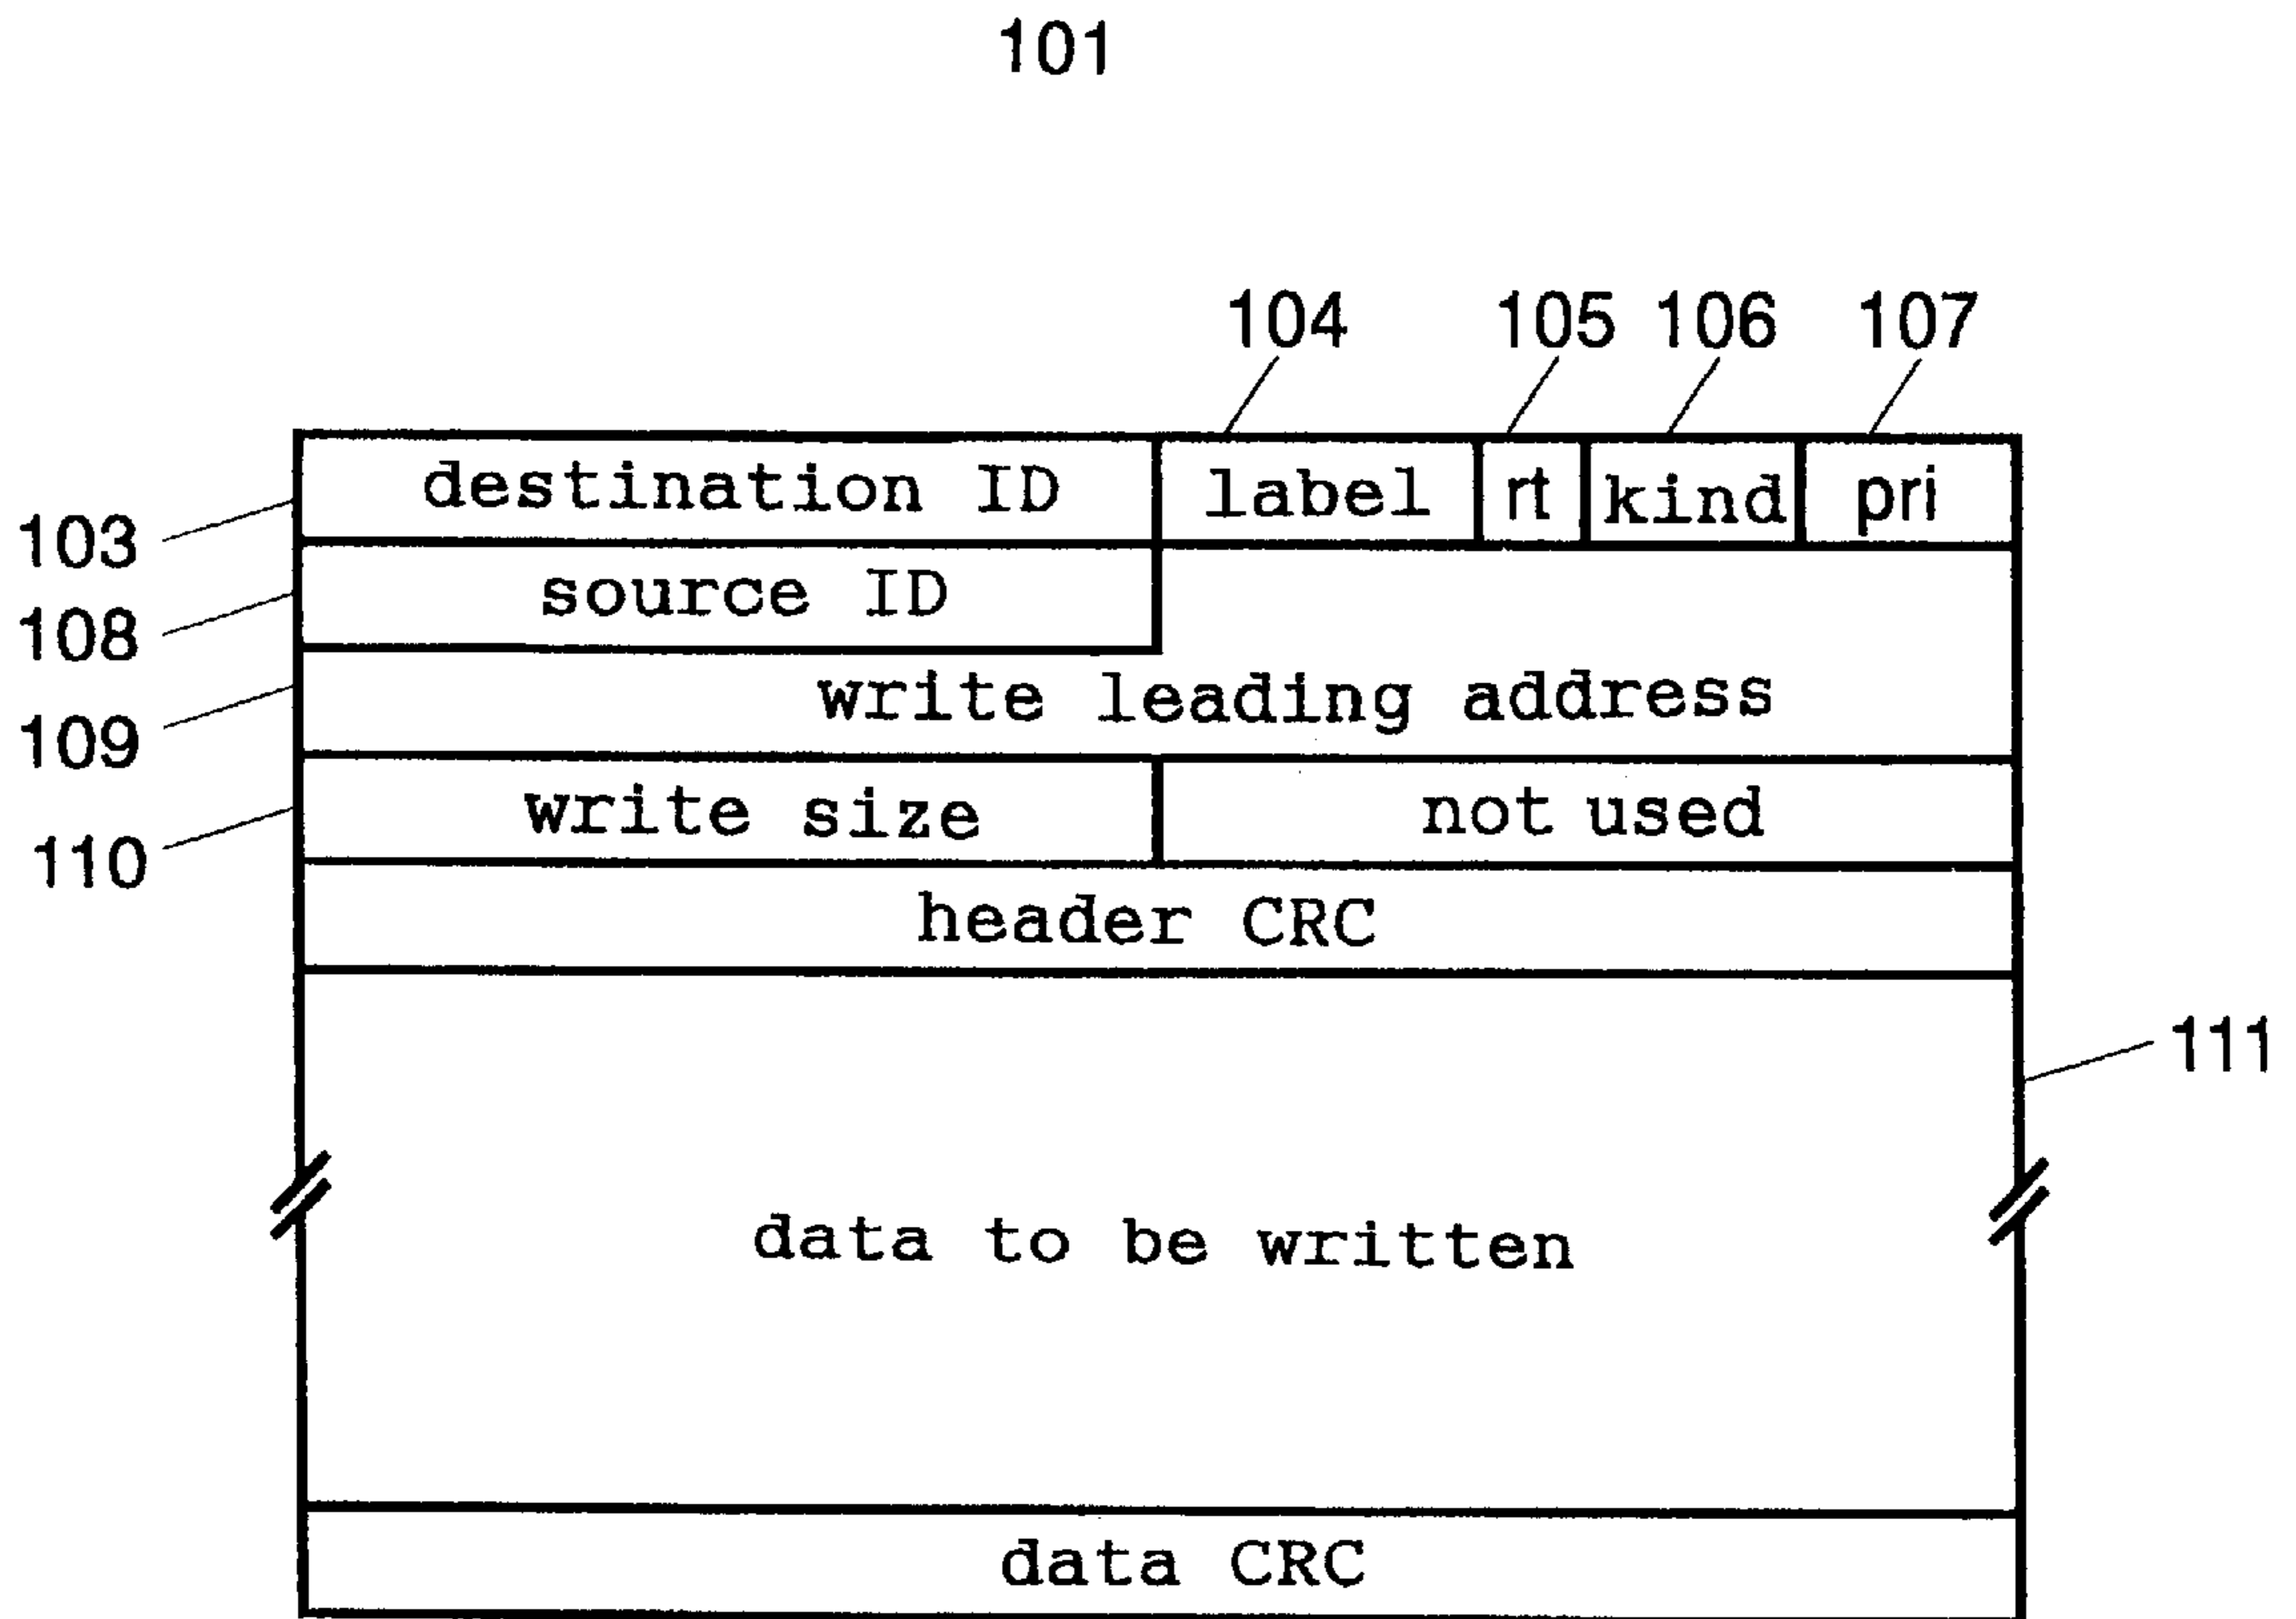 101
104 105 106 107
destination ID label rt kind pri
103
source ID
108
write leading address
109
write size not used
110
header CRC
111
data to be written
data CRC